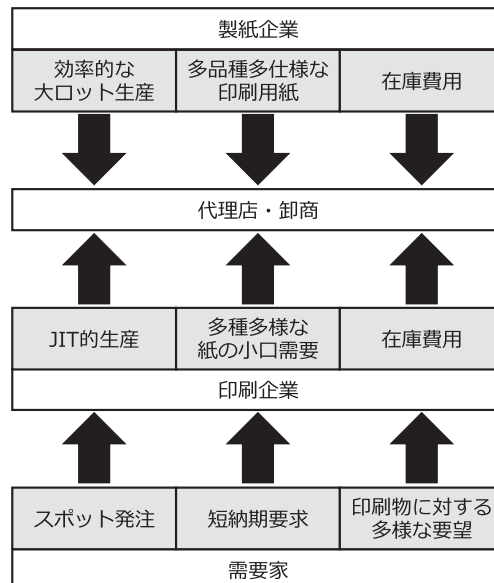 製紙企業
効率的な
大ロット生産
多品種多仕様な
印刷用紙
在庫費用
代理店・卸商
JIT的生産
多種多様な
紙の小口需要
在庫費用
印刷企業
スポット発注
短納期要求
印刷物に対する
多様な要望
需要家